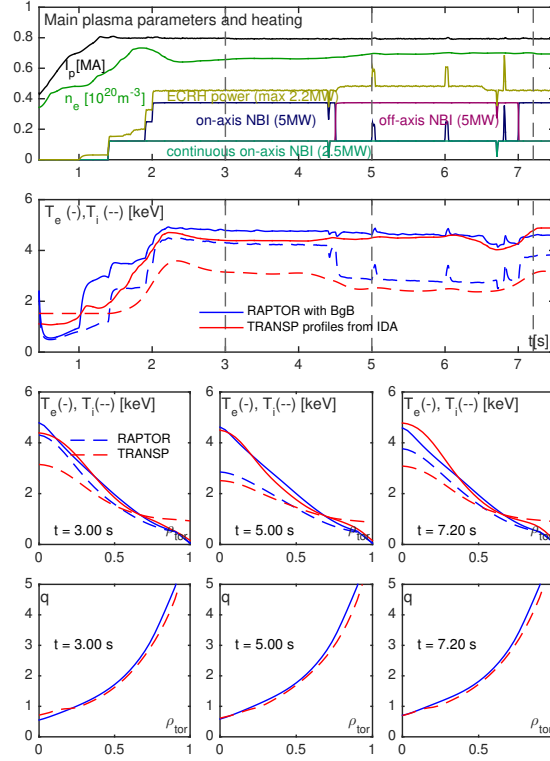 Main plasma parameters and heating
1
0.8
0.6
0.4
0.2
0
I_p[MA]
n_e [10^20 m^-3]
ECRH power (max 2.2MW)
on-axis NBI (5MW)
off-axis NBI (5MW)
continuous on-axis NBI (2.5MW)
1 2 3 4 5 6 7
T_e (-),T_i (--) [keV]
6
4
2
0
RAPTOR with BgB
TRANSP profiles from IDA
t[s]
1 2 3 4 5 6 7
T_e(-), T_i(--) [keV] T_e(-), T_i(--) [keV] T_e(-), T_i(--) [keV]
6 6 6
RAPTOR
TRANSP
4 4 4
2 2 2
t = 3.00 s ρ_tor t = 5.00 s ρ_tor t = 7.20 s ρ_tor
0 0 0
0 0.5 1 0 0.5 1 0 0.5 1
q q q
5 5 5
4 4 4
t = 3.00 s t = 5.00 s t = 7.20 s
3 3 3
2 2 2
1 1 1
ρ_tor ρ_tor ρ_tor
0 0 0
0 0.5 1 0 0.5 1 0 0.5 1